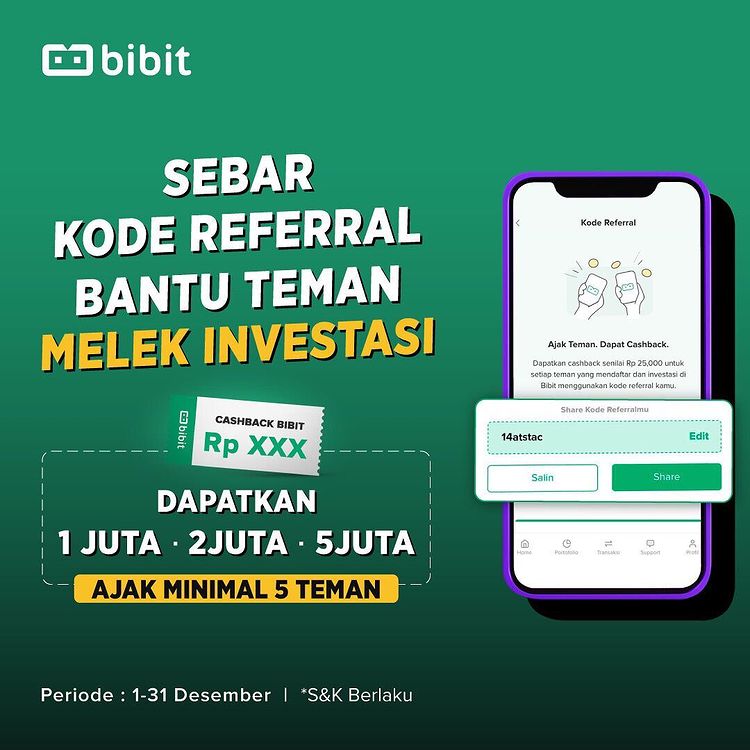 bibit
SEBAR
KODE REFERRAL
BANTU TEMAN
MELEK INVESTASI
bibit
CASHBACK BIBIT
Rp XXX
DAPATKAN
1 JUTA · 2JUTA · 5JUTA
AJAK MINIMAL 5 TEMAN
Periode : 1-31 Desember | *S&K Berlaku
Kode Referral
Ajak Teman. Dapat Cashback.
Dapatkan cashback senilai Rp 25,000 untuk
setiap teman yang mendaftar dan investasi di
Bibit menggunakan kode referral kamu.
Share Kode Referralmu
14atstac Edit
Salin Share
Home Portofolio Transaksi Support Profil